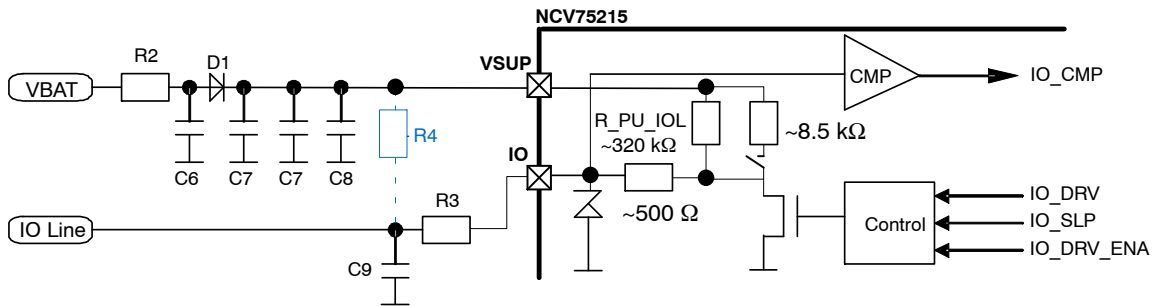 NCV75215
R2
D1
VBAT
VSUP
CMP
IO_CMP
R4
R_PU_IOL
~320 kΩ
~8.5 kΩ
C6
C7
C7
C8
IO
~500 Ω
R3
IO Line
C9
Control
IO_DRV
IO_SLP
IO_DRV_ENA